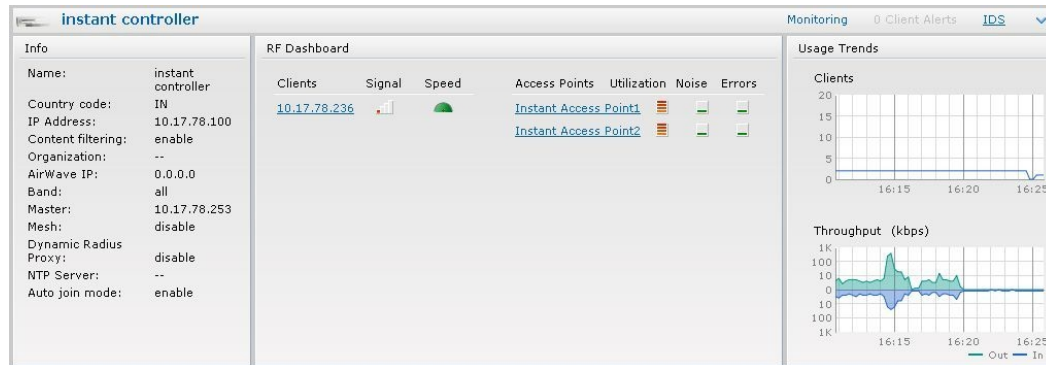 instant controller
Monitoring 0 Client Alerts IDS
Info
Name: instant
controller
Country code: IN
IP Address: 10.17.78.100
Content filtering: enable
Organization: --
AirWave IP: 0.0.0.0
Band: all
Master: 10.17.78.253
Mesh: disable
Dynamic Radius
Proxy: disable
NTP Server: --
Auto join mode: enable
RF Dashboard
Clients Signal Speed
10.17.78.236
Access Points Utilization Noise Errors
Instant Access Point1
Instant Access Point2
Usage Trends
Clients
20
15
10
5
0
16:15 16:20 16:25
Throughput (kbps)
1K
100
10
0
10
100
1K
16:15 16:20 16:25
Out In